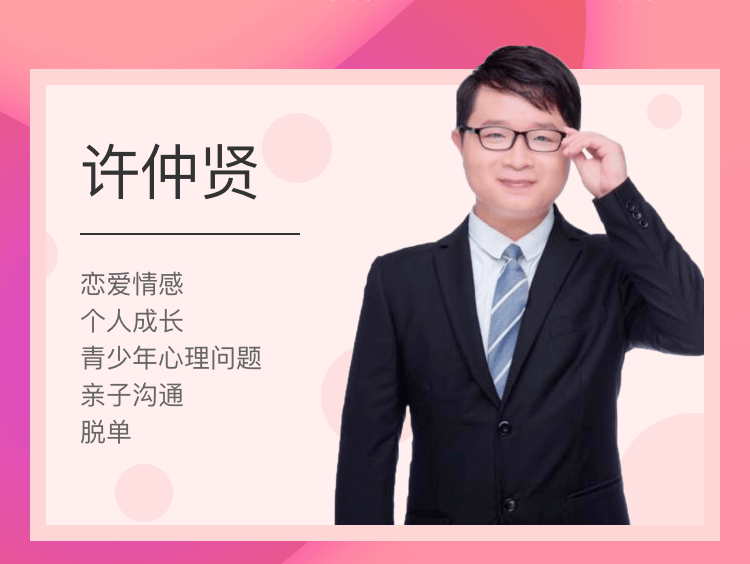 许仲贤
恋爱情感
个人成长
青少年心理问题
亲子沟通
脱单